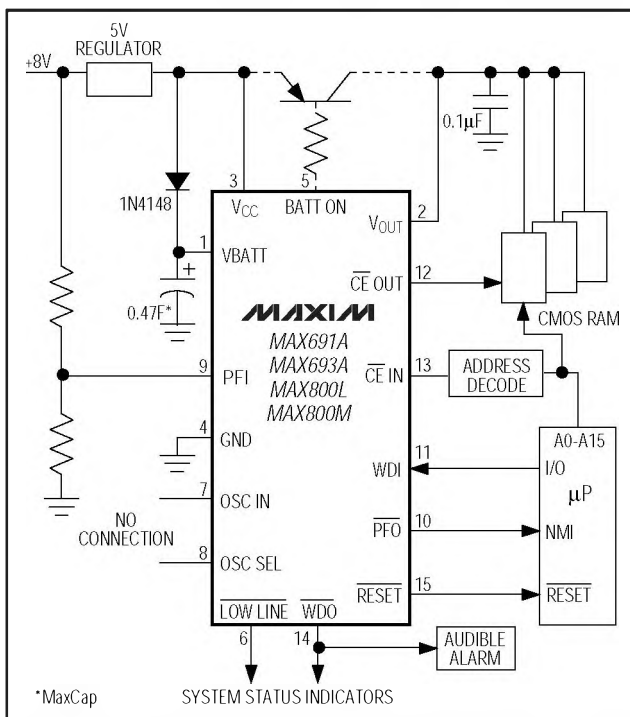 5V
REGULATOR
+8V
0.1µF
3
5
1N4148
VCC
BATT ON
2
VOUT
1
VBATT
CE OUT
12
0.47F*
MAXIM
CMOS RAM
MAX691A
MAX693A
MAX800L
MAX800M
9
PFI
CE IN
13
ADDRESS
DECODE
4
GND
A0-A15
11
WDI
I/O
7
OSC IN
µP
NO
CONNECTION
PFO
10
NMI
8
OSC SEL
RESET
15
RESET
LOW LINE
WDO
6
14
AUDIBLE
ALARM
*MaxCap
SYSTEM STATUS INDICATORS